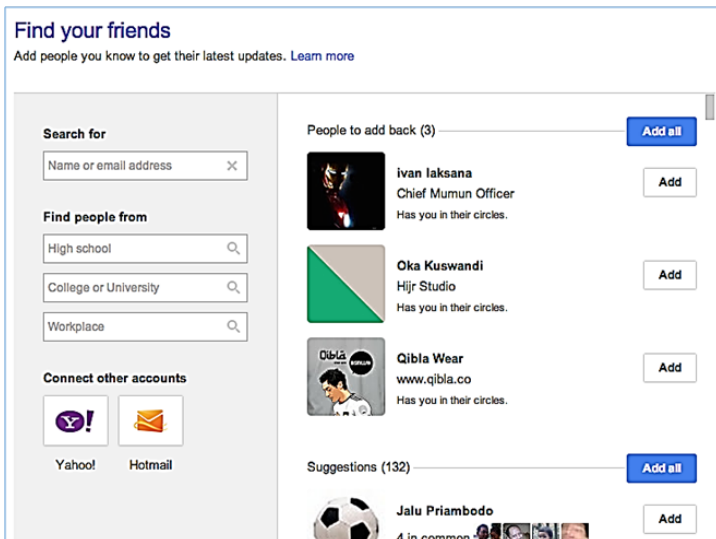 Find your friends
Add people you know to get their latest updates. Learn more
Search for
Name or email address
Find people from
High school
College or University
Workplace
Connect other accounts
Y!
Yahoo!
Hotmail
People to add back (3)
Add all
ivan laksana
Chief Mumun Officer
Has you in their circles.
Add
Oka Kuswandi
Hijr Studio
Has you in their circles.
Add
Qiblā
Qibla Wear
www.qibla.co
Has you in their circles.
Add
Suggestions (132)
Add all
Jalu Priambodo
4 in common
Add